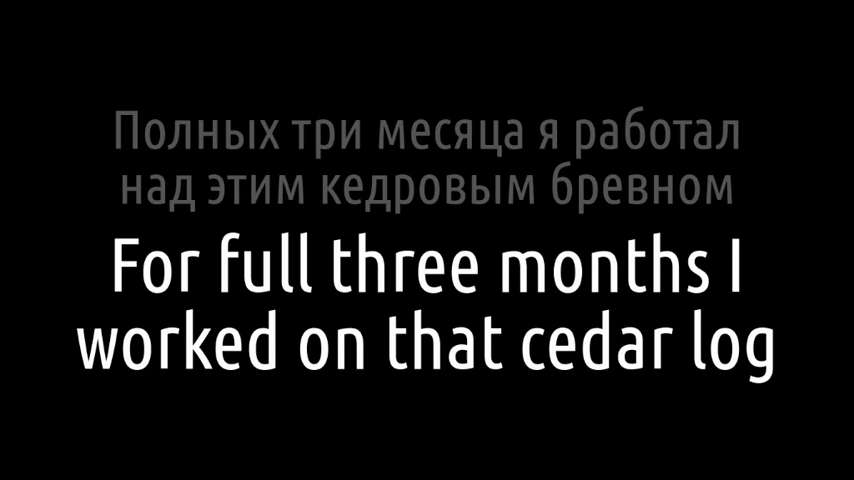 Полных три месяца я работал
над этим кедровым бревном
For full three months I
worked on that cedar log